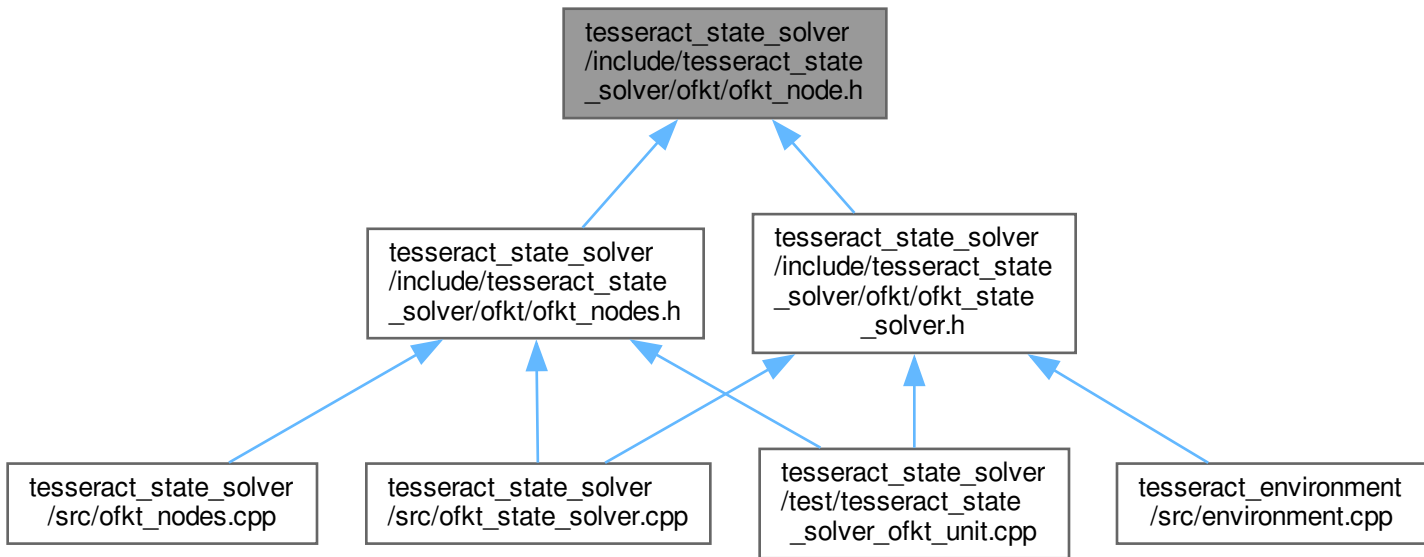 tesseract_state_solver
/include/tesseract_state
_solver/ofkt/ofkt_node.h
tesseract_state_solver
/include/tesseract_state
_solver/ofkt/ofkt_nodes.h
tesseract_state_solver
/include/tesseract_state
_solver/ofkt/ofkt_state
_solver.h
tesseract_state_solver
/src/ofkt_nodes.cpp
tesseract_state_solver
/src/ofkt_state_solver.cpp
tesseract_state_solver
/test/tesseract_state
_solver_ofkt_unit.cpp
tesseract_environment
/src/environment.cpp